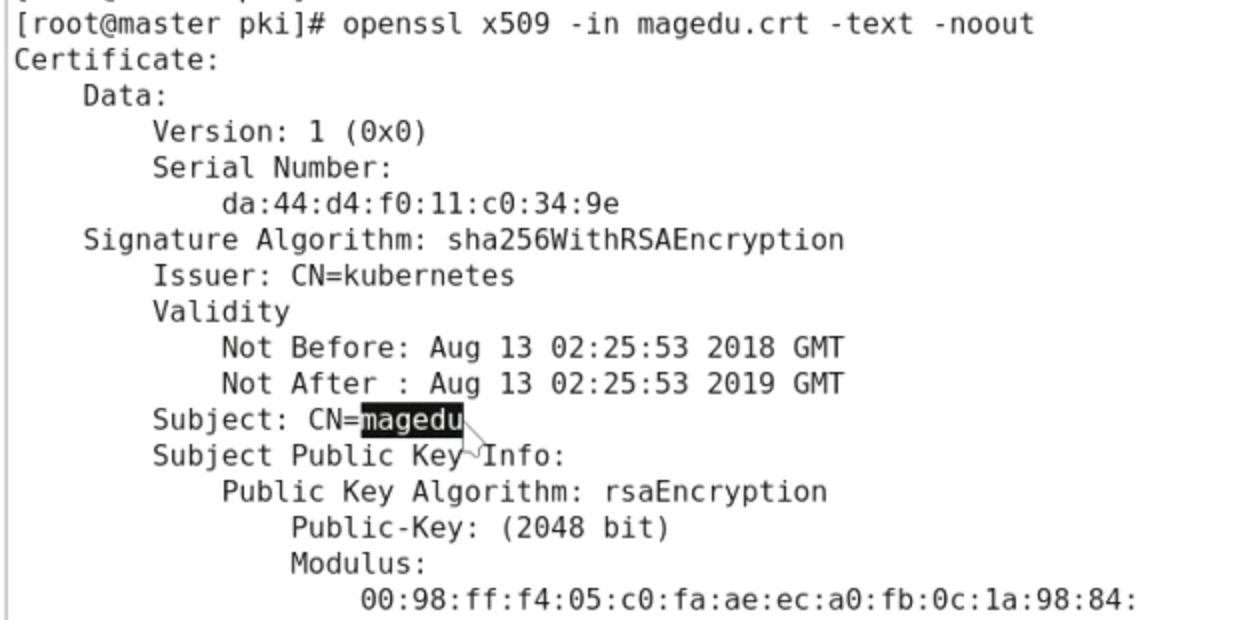 [root@master pki]# openssl x509 -in magedu.crt -text -noout
Certificate:
    Data:
        Version: 1 (0x0)
        Serial Number:
            da:44:d4:f0:11:c0:34:9e
    Signature Algorithm: sha256WithRSAEncryption
        Issuer: CN=kubernetes
        Validity
            Not Before: Aug 13 02:25:53 2018 GMT
            Not After : Aug 13 02:25:53 2019 GMT
        Subject: CN=magedu
        Subject Public Key Info:
            Public Key Algorithm: rsaEncryption
                Public-Key: (2048 bit)
                Modulus:
                    00:98:ff:f4:05:c0:fa:ae:ec:a0:fb:0c:1a:98:84: